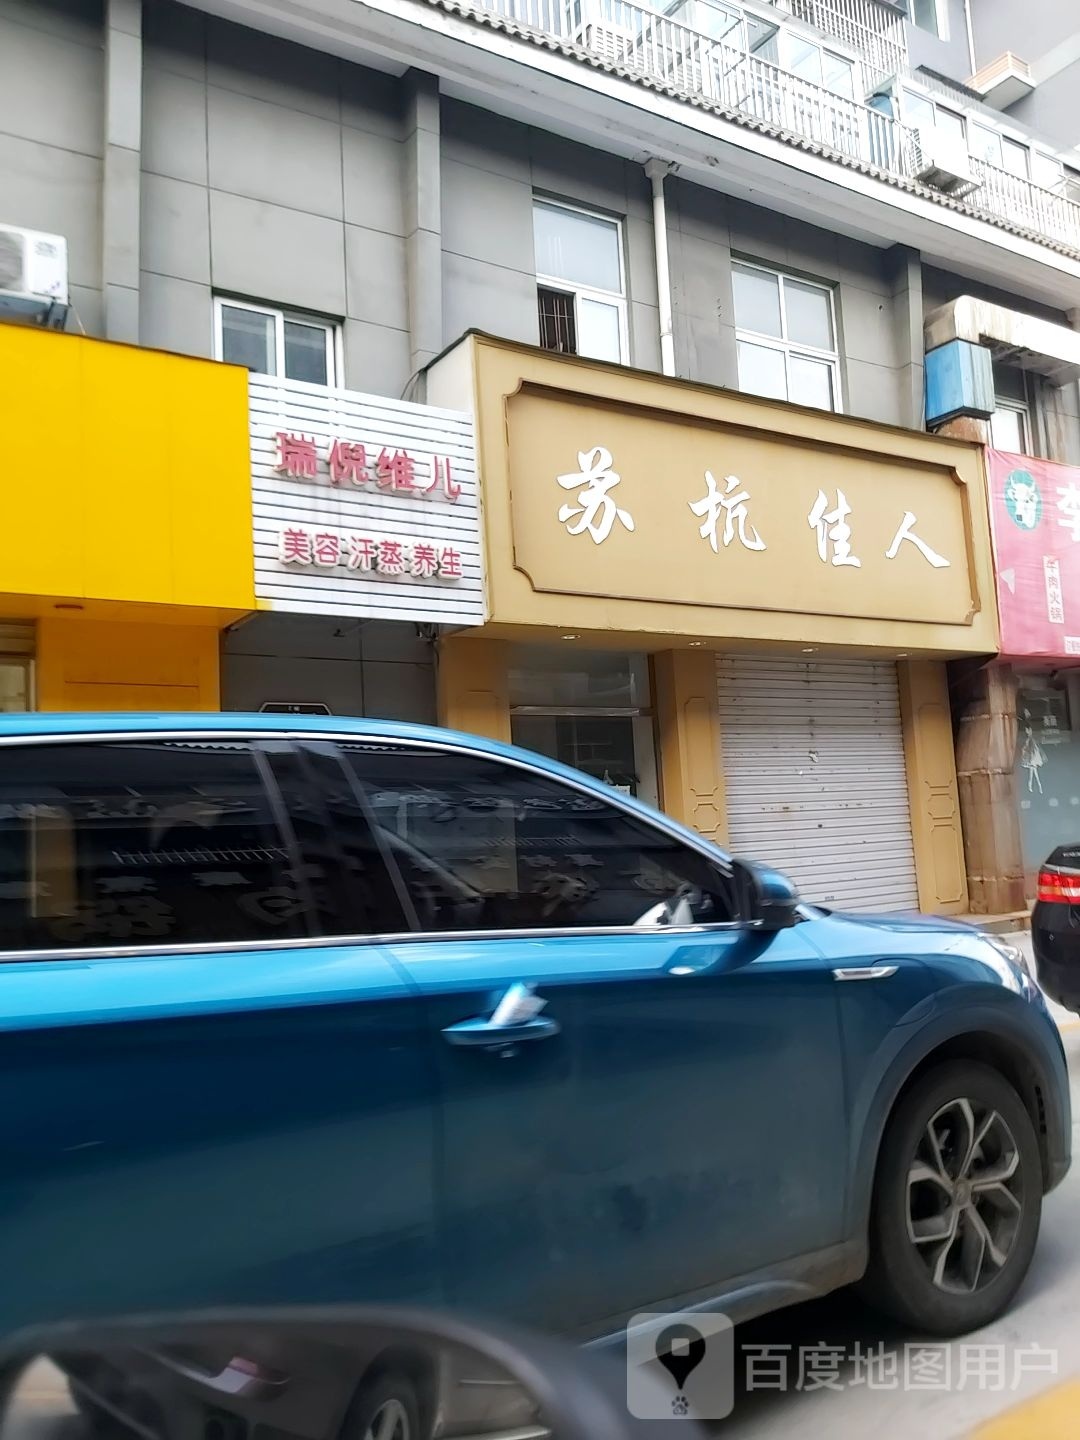 瑞倪维儿
美容 汗蒸 养生
苏杭佳人
李
牛肉火锅
百度地图用户